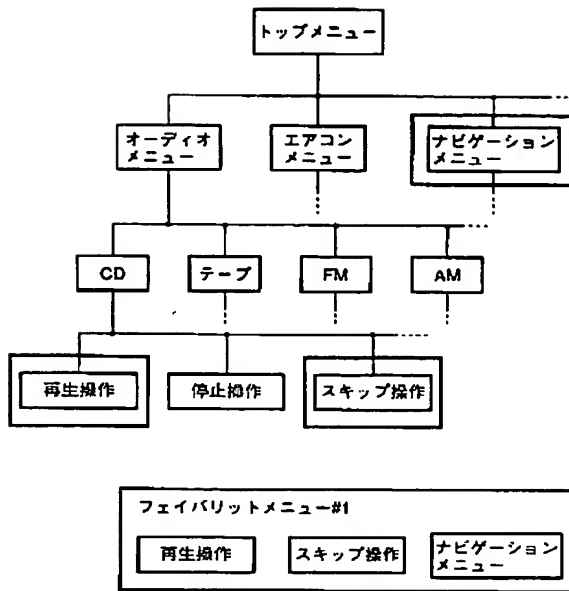 トップメニュー
オーディオ
メニュー
エアコン
メニュー
ナビゲーション
メニュー
CD
テープ
FM
AM
再生操作
停止操作
スキップ操作
フェイバリットメニュー#1
再生操作
スキップ操作
ナビゲーション
メニュー